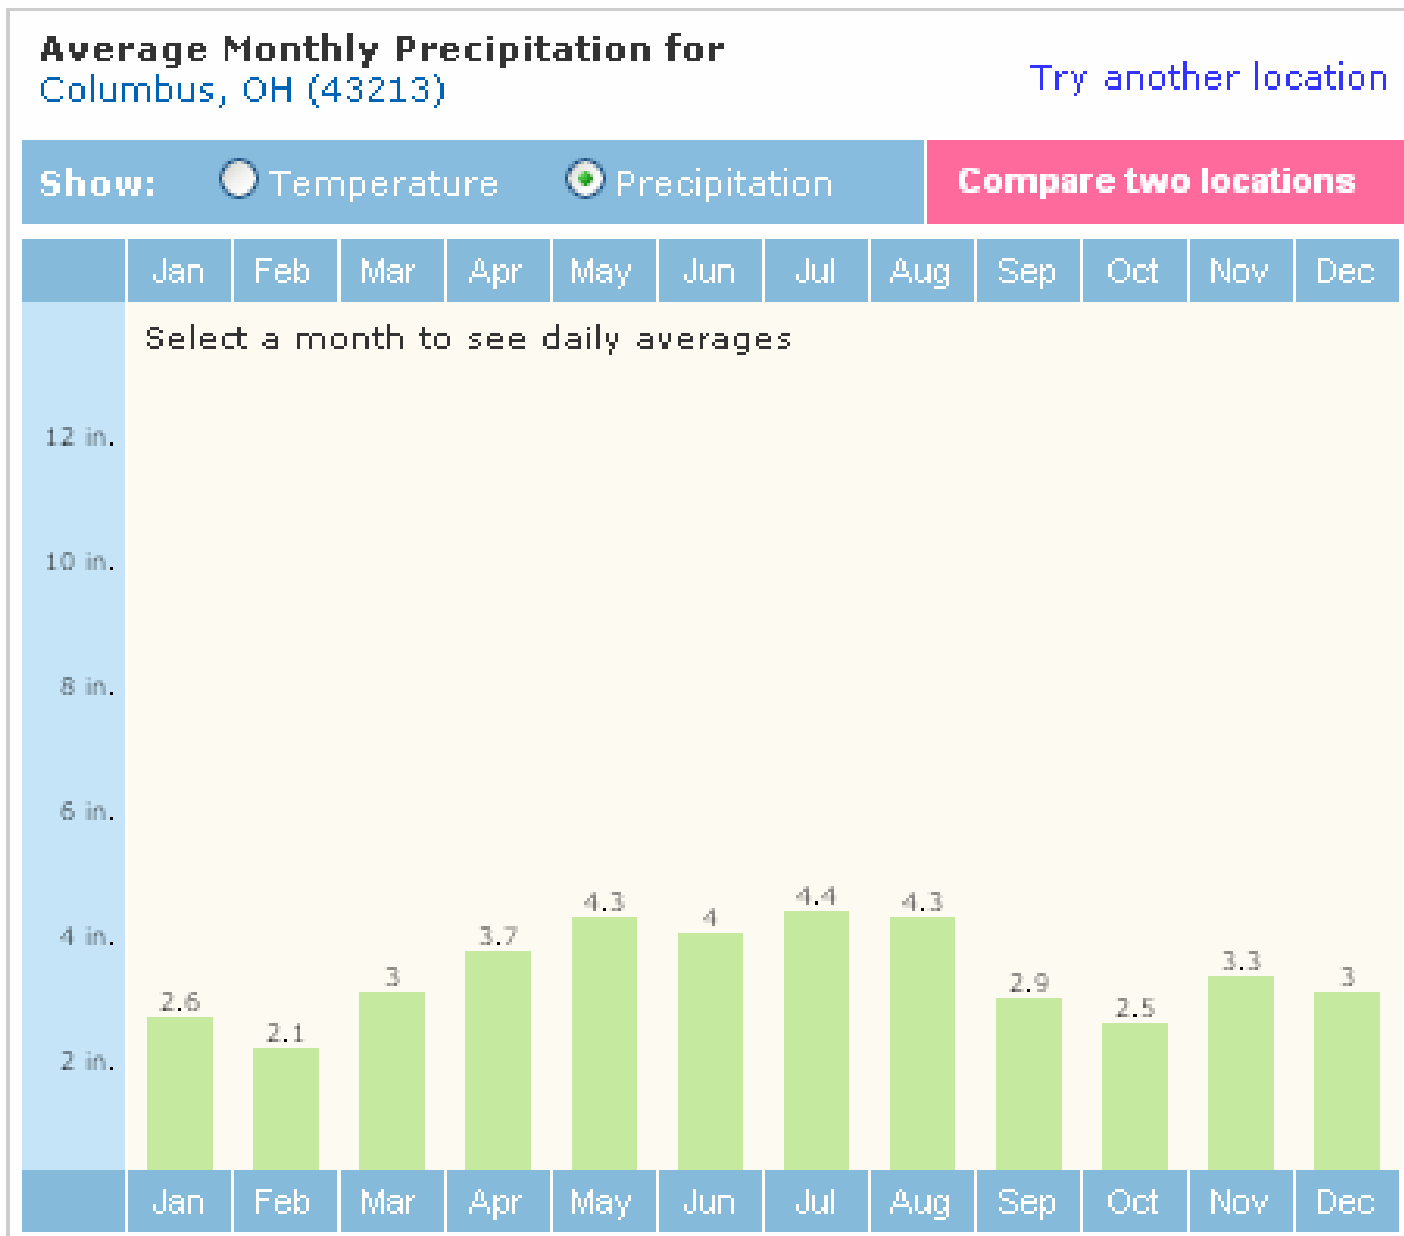 Average Monthly Precipitation for
Columbus, OH (43213)
Try another location
Show: Temperature Precipitation
Compare two locations
Jan Feb Mar Apr May Jun Jul Aug Sep Oct Nov Dec
Select a month to see daily averages
12 in.
10 in.
8 in.
6 in.
4 in.
2 in.
2.6 2.1 3 3.7 4.3 4 4.4 4.3 2.9 2.5 3.3 3
Jan Feb Mar Apr May Jun Jul Aug Sep Oct Nov Dec